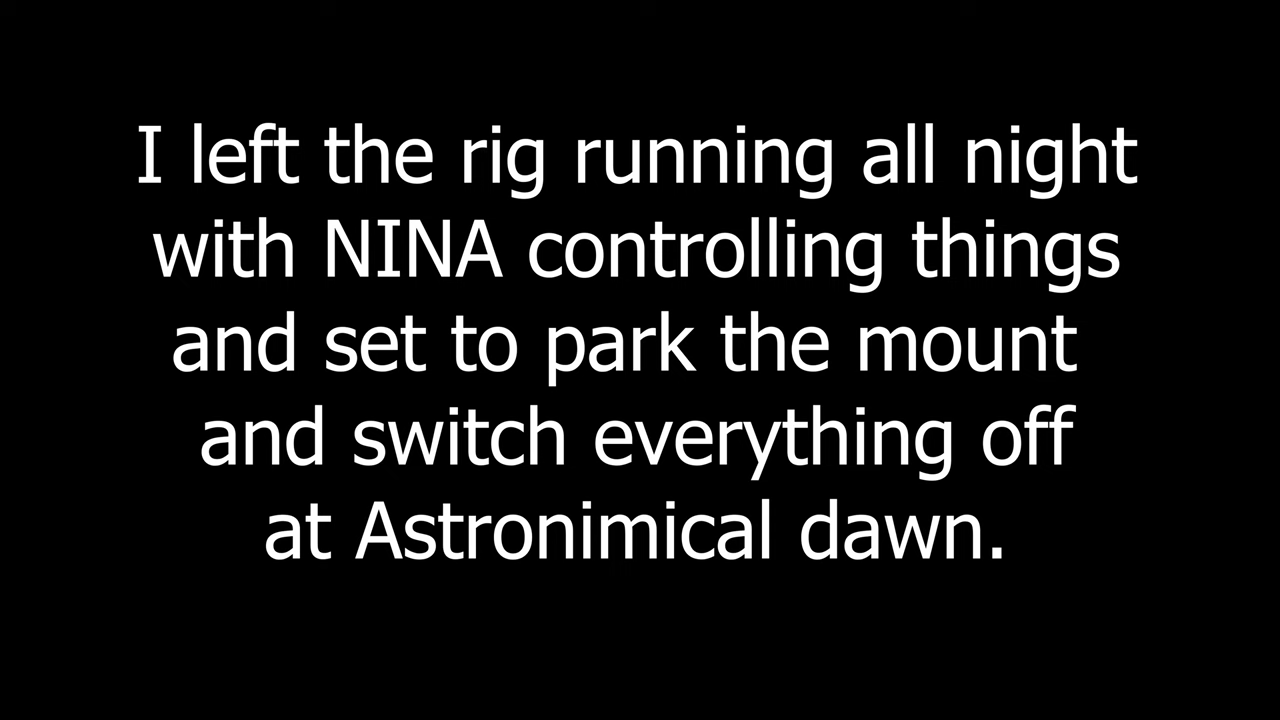 I left the rig running all night
with NINA controlling things
and set to park the mount
and switch everything off
at Astronimical dawn.